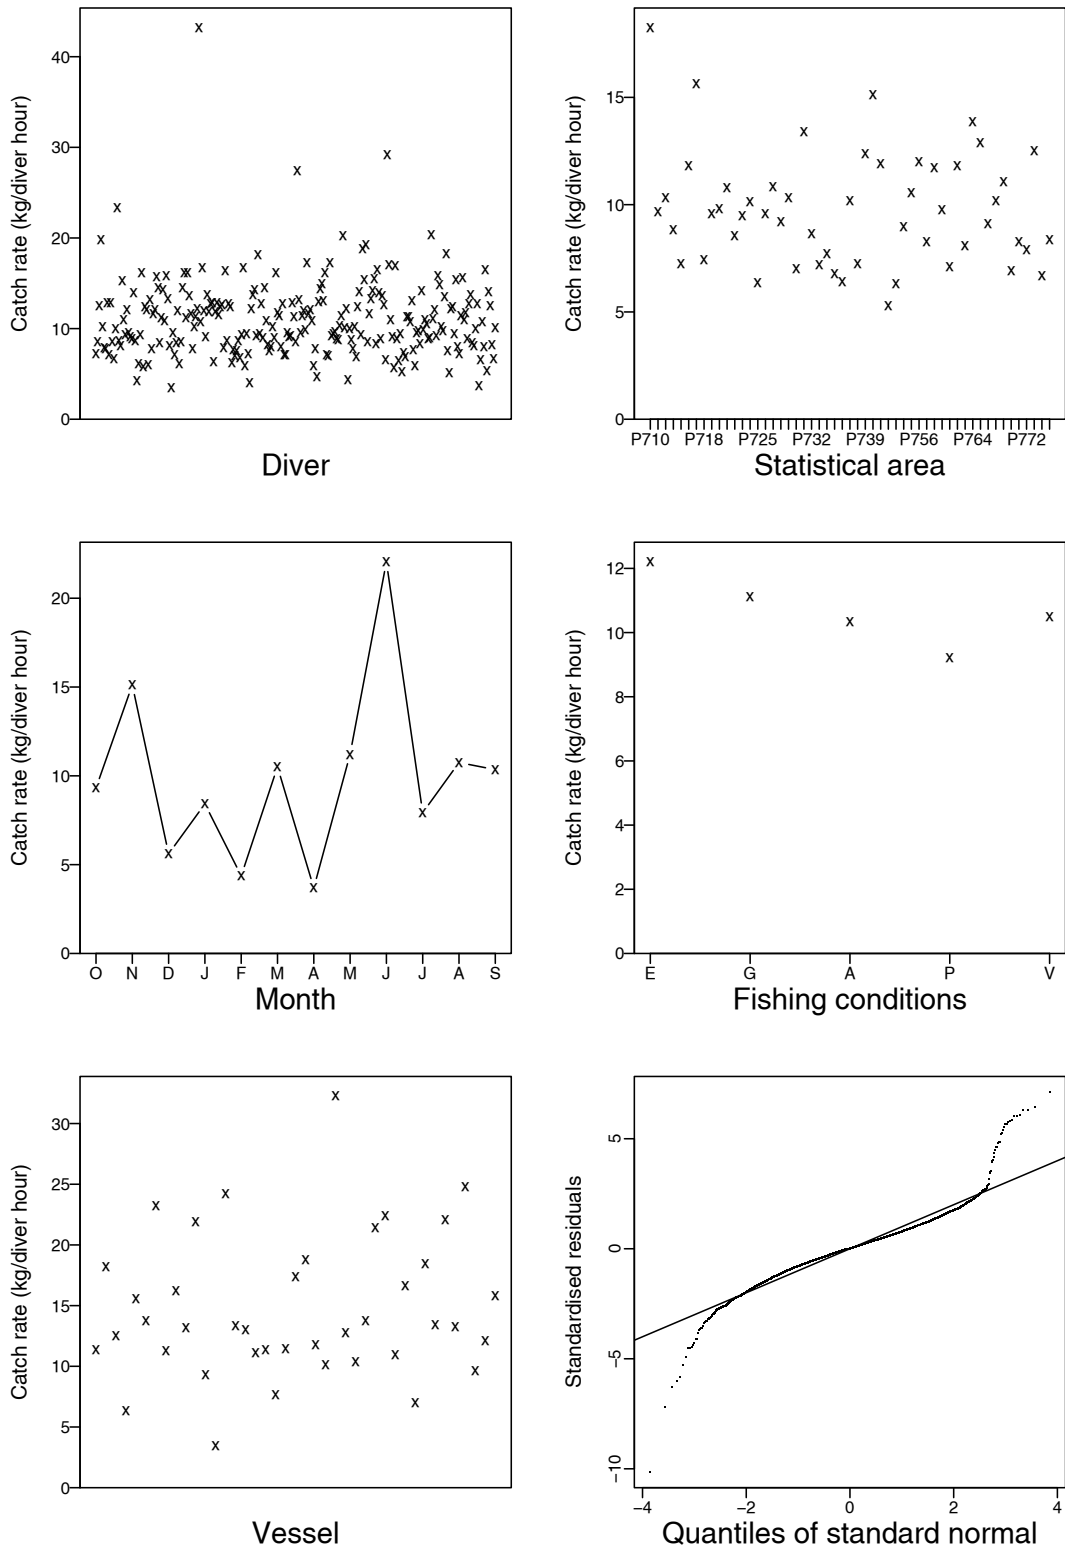 Catch rate (kg/diver hour)
40
30
20
10
0
Diver
Catch rate (kg/diver hour)
15
10
5
0
P710 P718 P725 P732 P739 P756 P764 P772
Statistical area
Catch rate (kg/diver hour)
20
15
10
5
0
O N D J F M A M J J A S
Month
Catch rate (kg/diver hour)
12
10
8
6
4
2
0
E G A P V
Fishing conditions
Catch rate (kg/diver hour)
30
25
20
15
10
5
0
Vessel
Standardised residuals
5
0
−5
−10
−4 −2 0 2 4
Quantiles of standard normal